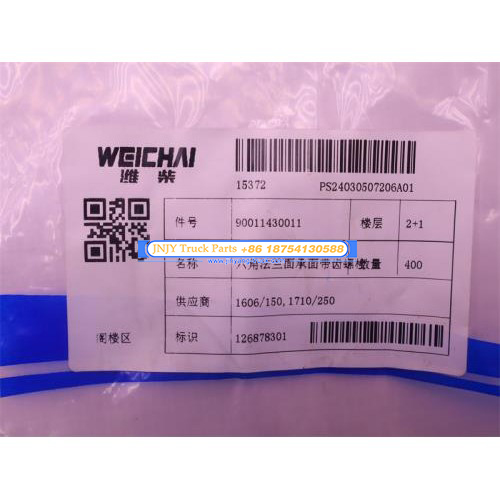 WEICHAI
潍柴
15372 PS24030507206A01
件号 90011430011 楼层 2+1
JNJY Truck Parts +86 18754130588
名称 六角法兰面承面带齿螺栓 数量 400
供应商 1606/150,1710/250
阁楼区 标识 126878301